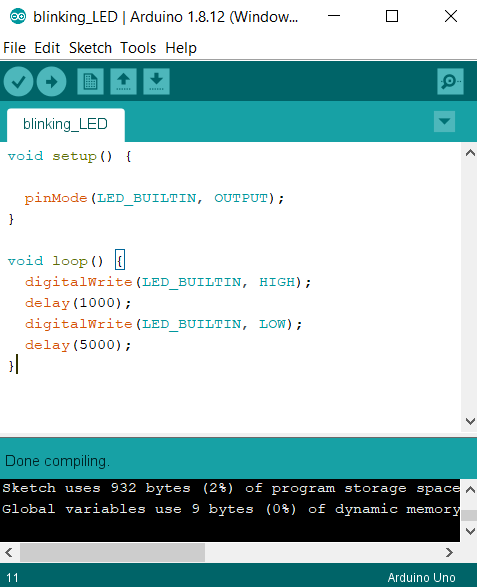 blinking_LED | Arduino 1.8.12 (Window...
File Edit Sketch Tools Help
blinking_LED
void setup() {
  pinMode(LED_BUILTIN, OUTPUT);
}
void loop() {
  digitalWrite(LED_BUILTIN, HIGH);
  delay(1000);
  digitalWrite(LED_BUILTIN, LOW);
  delay(5000);
}
Done compiling.
Sketch uses 932 bytes (2%) of program storage space
Global variables use 9 bytes (0%) of dynamic memory
11 Arduino Uno